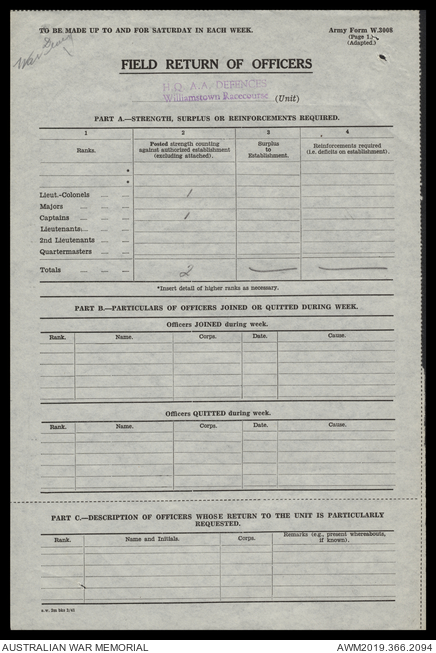 TO BE MADE UP TO AND FOR SATURDAY IN EACH WEEK.
Army Form W.3008
(Page 1.)
(Adapted.)
War Diary
FIELD RETURN OF OFFICERS
H.Q. A.A. DEFENCES
Williamstown Racecourse (Unit)
PART A.—STRENGTH, SURPLUS OR REINFORCEMENTS REQUIRED.
1 2 3 4
Ranks.
Posted strength counting
against authorized establishment
(excluding attached).
Surplus
to
Establishment.
Reinforcements required
(i.e. deficits on establishment).
*
*
Lieut.-Colonels 1
Majors
Captains 1
Lieutenants
2nd Lieutenants
Quartermasters
Totals 2 — —
*Insert detail of higher ranks as necessary.
PART B.—PARTICULARS OF OFFICERS JOINED OR QUITTED DURING WEEK.
Officers JOINED during week.
Rank. Name. Corps. Date. Cause.
Officers QUITTED during week.
Rank. Name. Corps. Date. Cause.
PART C.—DESCRIPTION OF OFFICERS WHOSE RETURN TO THE UNIT IS PARTICULARLY
REQUESTED.
Rank. Name and Initials. Corps. Remarks (e.g., present whereabouts,
if known).
AUSTRALIAN WAR MEMORIAL
AWM2019.366.2094